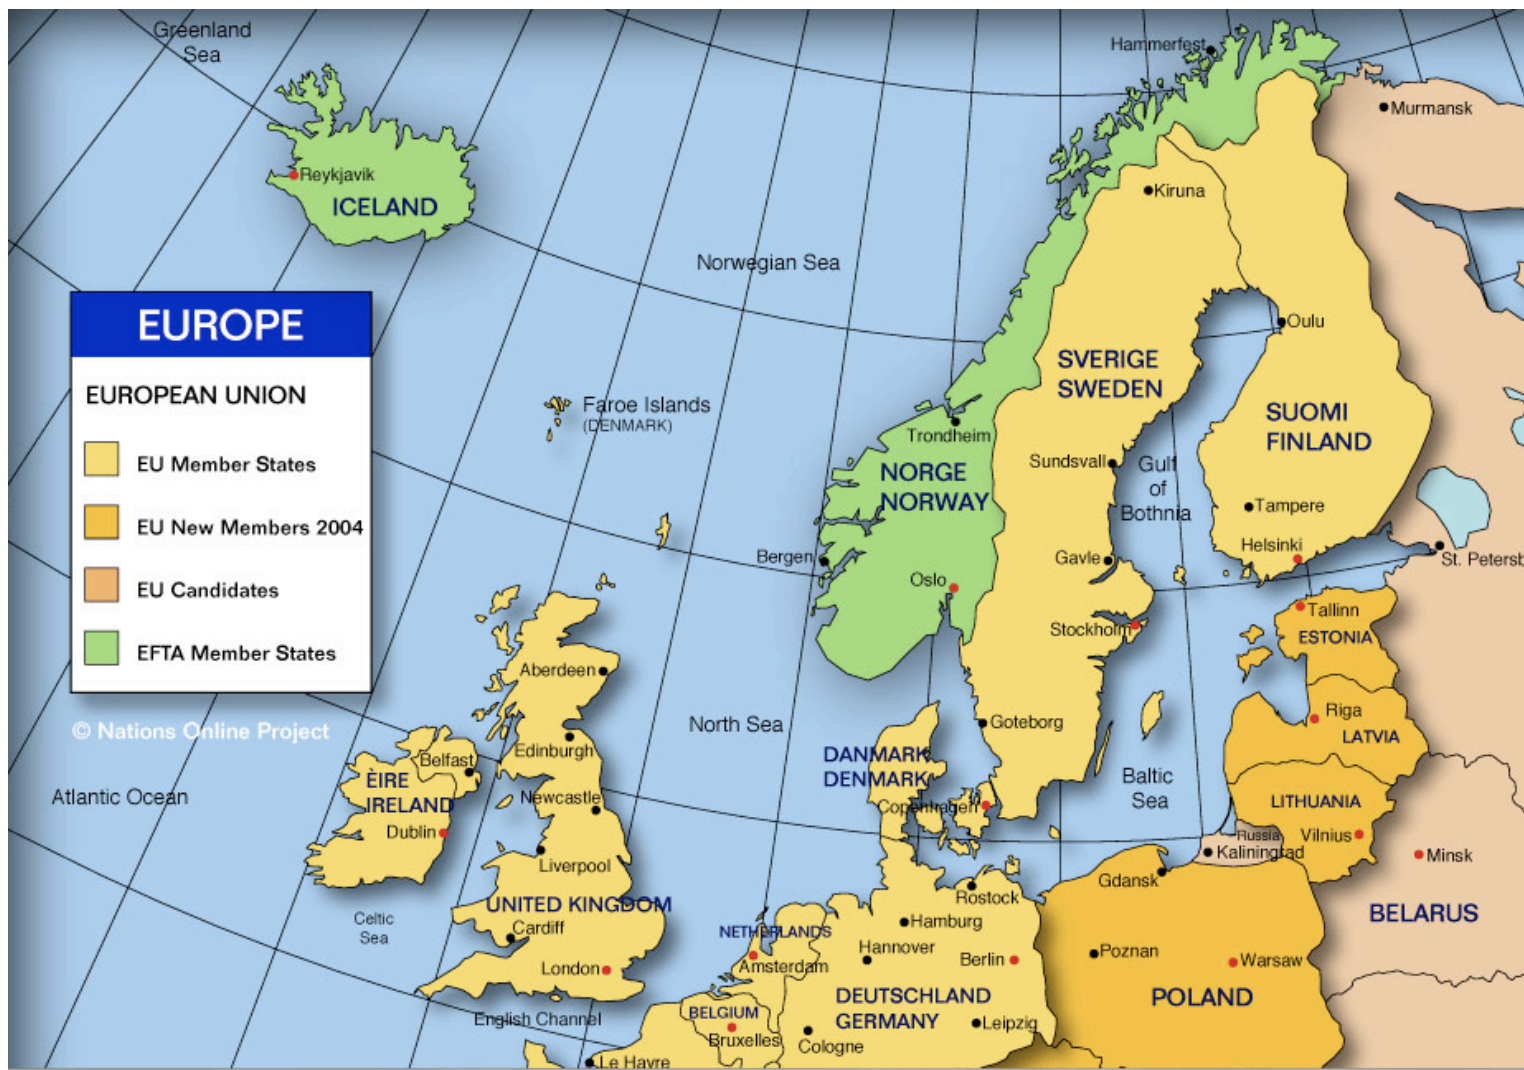 Greenland
Sea
Hammerfest
Murmansk
Reykjavik
ICELAND
Kiruna
Norwegian Sea
EUROPE
EUROPEAN UNION
EU Member States
EU New Members 2004
EU Candidates
EFTA Member States
© Nations Online Project
Oulu
SVERIGE
SWEDEN
SUOMI
FINLAND
Faroe Islands
(DENMARK)
Trondheim
NORGE
NORWAY
Sundsvall
Gulf
of
Bothnia
Tampere
Helsinki
St. Petersb
Bergen
Oslo
Gavle
Stockholm
Tallinn
ESTONIA
Aberdeen
North Sea
Goteborg
Riga
LATVIA
Edinburgh
Belfast
ÈIRE
IRELAND
Dublin
Newcastle
Liverpool
Atlantic Ocean
DANMARK
DENMARK
Copenhagen
Baltic
Sea
LITHUANIA
Vilnius
Russia
Kaliningrad
Minsk
BELARUS
Gdansk
Rostock
Hamburg
Hannover
Berlin
Celtic
Sea
UNITED KINGDOM
Cardiff
London
NETHERLANDS
Amsterdam
Poznan
Warsaw
POLAND
DEUTSCHLAND
GERMANY
Leipzig
Cologne
BELGIUM
Bruxelles
English Channel
Le Havre